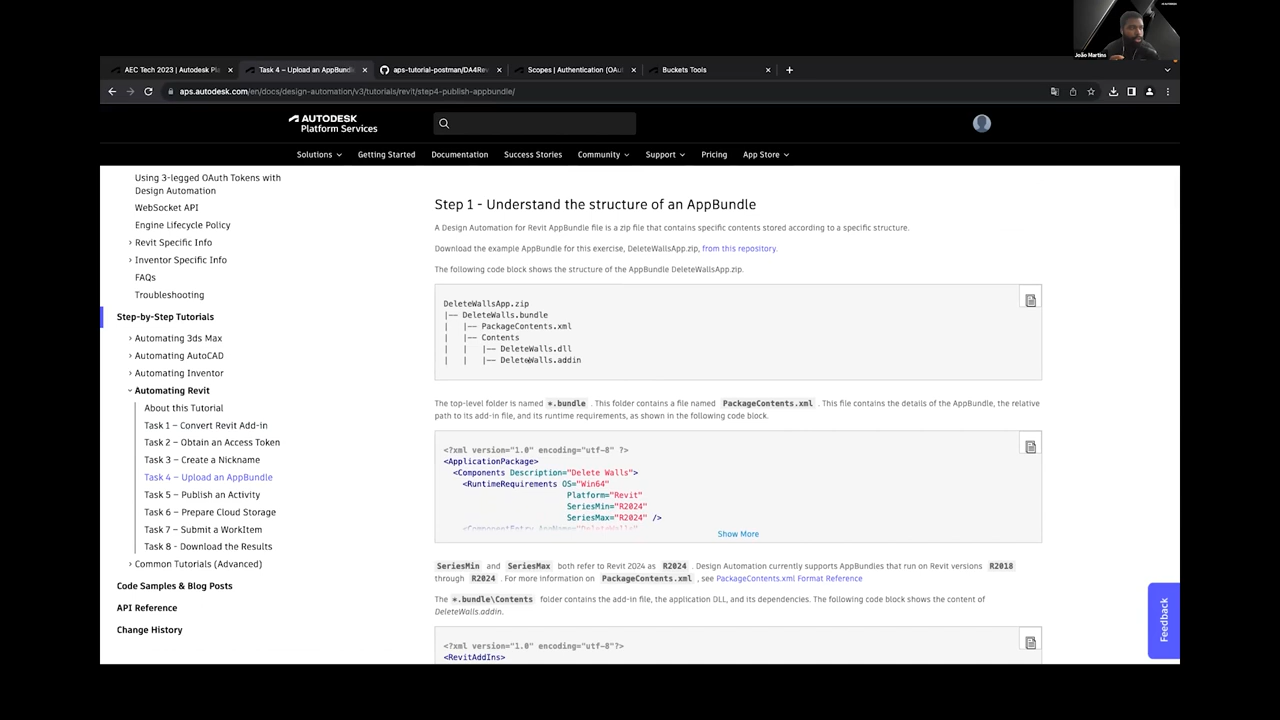 João Martins
AEC Tech 2023 | Autodesk Pla
Task 4 – Upload an AppBundle
aps-tutorial-postman/DA4Rev
Scopes | Authentication (OAu
Buckets Tools
aps.autodesk.com/en/docs/design-automation/v3/tutorials/revit/step4-publish-appbundle/
AUTODESK
Platform Services
Solutions
Getting Started
Documentation
Success Stories
Community
Support
Pricing
App Store
Using 3-legged OAuth Tokens with
Design Automation
WebSocket API
Engine Lifecycle Policy
Revit Specific Info
Inventor Specific Info
FAQs
Troubleshooting
Step-by-Step Tutorials
Automating 3ds Max
Automating AutoCAD
Automating Inventor
Automating Revit
About this Tutorial
Task 1 – Convert Revit Add-in
Task 2 – Obtain an Access Token
Task 3 – Create a Nickname
Task 4 – Upload an AppBundle
Task 5 – Publish an Activity
Task 6 – Prepare Cloud Storage
Task 7 – Submit a WorkItem
Task 8 - Download the Results
Common Tutorials (Advanced)
Code Samples & Blog Posts
API Reference
Change History
Step 1 - Understand the structure of an AppBundle
A Design Automation for Revit AppBundle file is a zip file that contains specific contents stored according to a specific structure.
Download the example AppBundle for this exercise, DeleteWallsApp.zip, from this repository.
The following code block shows the structure of the AppBundle DeleteWallsApp.zip.
DeleteWallsApp.zip
|-- DeleteWalls.bundle
|   |-- PackageContents.xml
|   |-- Contents
|   |   |-- DeleteWalls.dll
|   |   |-- DeleteWalls.addin
The top-level folder is named *.bundle . This folder contains a file named PackageContents.xml . This file contains the details of the AppBundle, the relative
path to its add-in file, and its runtime requirements, as shown in the following code block.
<?xml version="1.0" encoding="utf-8" ?>
<ApplicationPackage>
<Components Description="Delete Walls">
<RuntimeRequirements OS="Win64"
Platform="Revit"
SeriesMin="R2024"
SeriesMax="R2024" />
<ComponentEntry AppName="DeleteWalls"
Show More
SeriesMin and SeriesMax both refer to Revit 2024 as R2024 . Design Automation currently supports AppBundles that run on Revit versions R2018
through R2024 . For more information on PackageContents.xml , see PackageContents.xml Format Reference
The *.bundle\Contents folder contains the add-in file, the application DLL, and its dependencies. The following code block shows the content of
DeleteWalls.addin.
<?xml version="1.0" encoding="utf-8"?>
<RevitAddIns>
Feedback